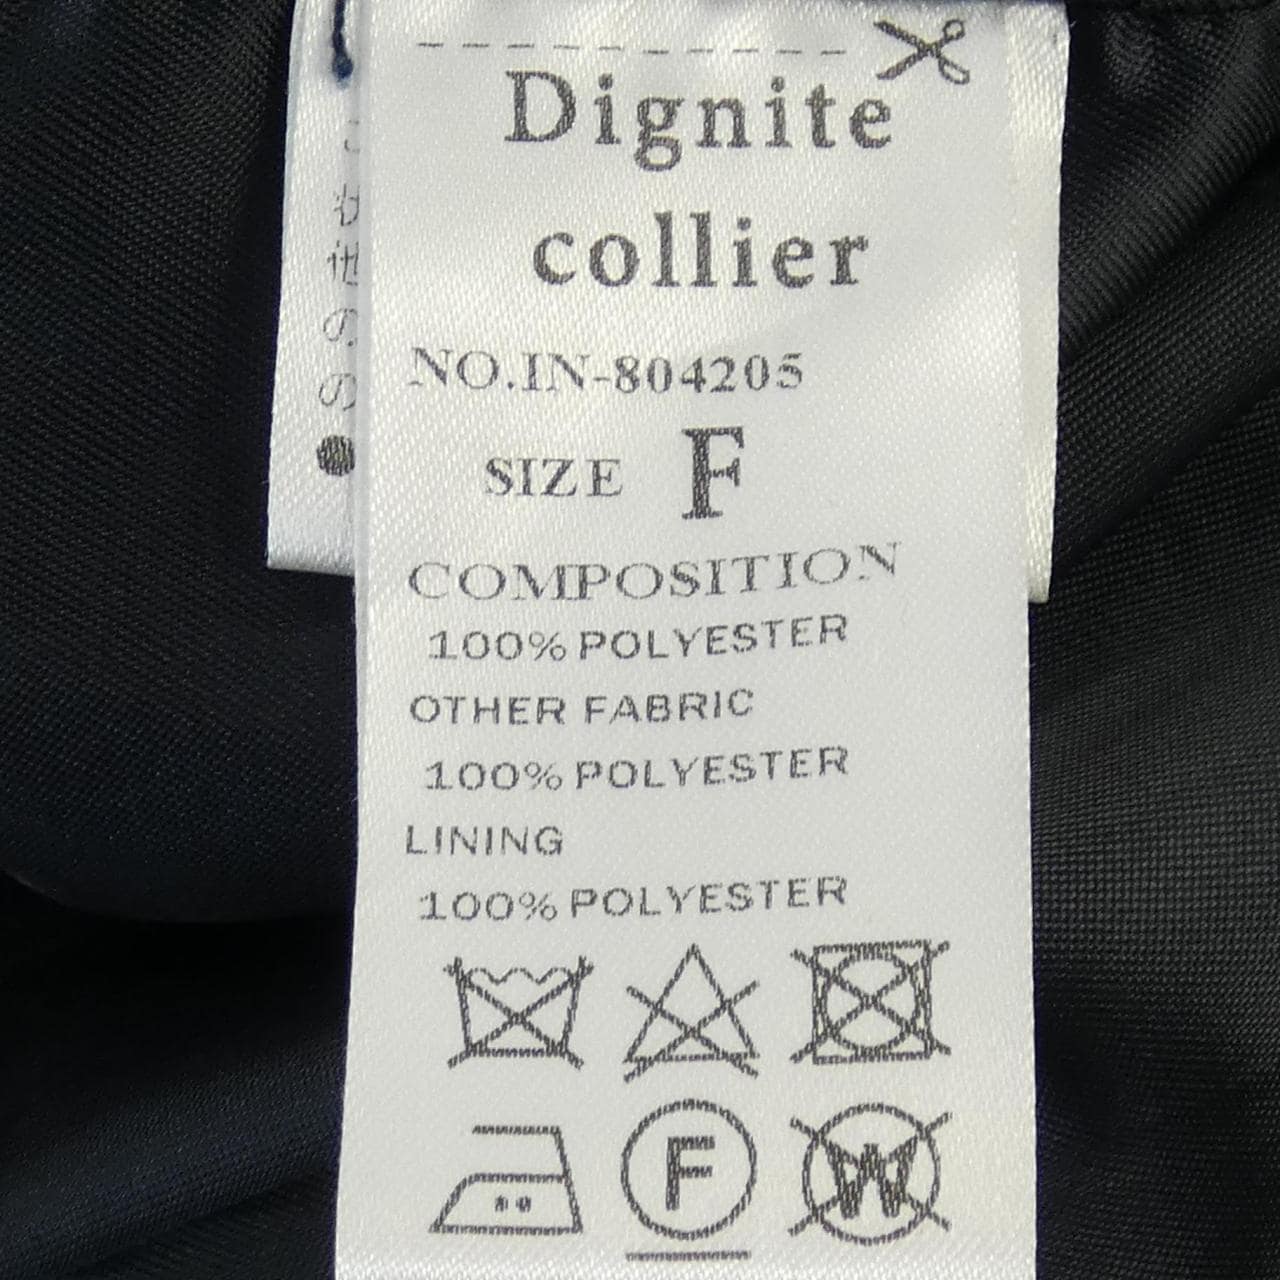 Dignite
collier
NO.IN-804205
SIZE F
COMPOSITION
100% POLYESTER
OTHER FABRIC
100% POLYESTER
LINING
100% POLYESTER
F W